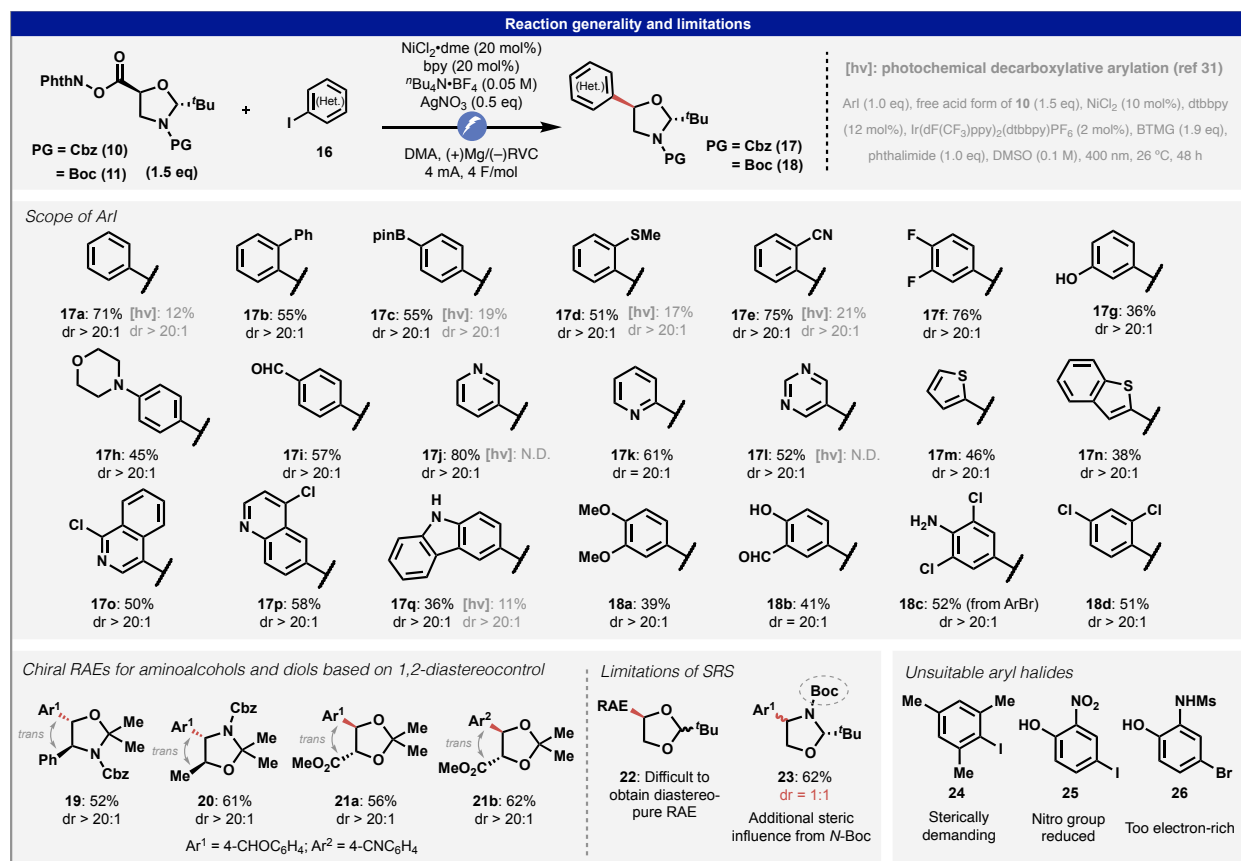 Reaction generality and limitations
PhthN
O
O
O
tBu
N
PG
PG = Cbz (10)
= Boc (11)
(1.5 eq)
+
I
(Het.)
16
NiCl2•dme (20 mol%)
bpy (20 mol%)
nBu4N•BF4 (0.05 M)
AgNO3 (0.5 eq)
DMA, (+)Mg/(–)RVC
4 mA, 4 F/mol
(Het.)
O
tBu
N
PG
PG = Cbz (17)
= Boc (18)
[hv]: photochemical decarboxylative arylation (ref 31)
ArI (1.0 eq), free acid form of 10 (1.5 eq), NiCl2 (10 mol%), dtbbpy
(12 mol%), Ir(dF(CF3)ppy)2(dtbbpy)PF6 (2 mol%), BTMG (1.9 eq),
phthalimide (1.0 eq), DMSO (0.1 M), 400 nm, 26 ºC, 48 h
Scope of ArI
Ph
pinB
SMe
CN
F
F
HO
17a: 71% [hv]: 12%
dr > 20:1 dr > 20:1
17b: 55%
dr > 20:1
17c: 55% [hv]: 19%
dr > 20:1 dr > 20:1
17d: 51% [hv]: 17%
dr > 20:1 dr > 20:1
17e: 75% [hv]: 21%
dr > 20:1 dr > 20:1
17f: 76%
dr > 20:1
17g: 36%
dr > 20:1
O
N
OHC
N
N
N
N
S
S
17h: 45%
dr > 20:1
17i: 57%
dr > 20:1
17j: 80% [hv]: N.D.
dr > 20:1
17k: 61%
dr = 20:1
17l: 52% [hv]: N.D.
dr > 20:1
17m: 46%
dr > 20:1
17n: 38%
dr > 20:1
Cl
N
Cl
N
H
N
MeO
MeO
HO
OHC
Cl
H2N
Cl
Cl
Cl
17o: 50%
dr > 20:1
17p: 58%
dr > 20:1
17q: 36% [hv]: 11%
dr > 20:1 dr > 20:1
18a: 39%
dr > 20:1
18b: 41%
dr = 20:1
18c: 52% (from ArBr)
dr > 20:1
18d: 51%
dr > 20:1
Chiral RAEs for aminoalcohols and diols based on 1,2-diastereocontrol
Ar1
trans
Ph
O
Me
Me
N
Cbz
19: 52%
dr > 20:1
Cbz
Ar1
N
Me
trans
Me
Me
O
20: 61%
dr > 20:1
Ar1
trans
O
Me
Me
O
MeO2C
21a: 56%
dr > 20:1
Ar2
trans
O
Me
Me
O
MeO2C
21b: 62%
dr > 20:1
Ar1 = 4-CHOC6H4; Ar2 = 4-CNC6H4
Limitations of SRS
RAE
O
tBu
O
22: Difficult to
obtain diastereo-
pure RAE
Boc
Ar1
N
tBu
O
23: 62%
dr = 1:1
Additional steric
influence from N-Boc
Unsuitable aryl halides
Me
Me
I
Me
24
Sterically
demanding
NO2
HO
I
25
Nitro group
reduced
NHMs
HO
Br
26
Too electron-rich